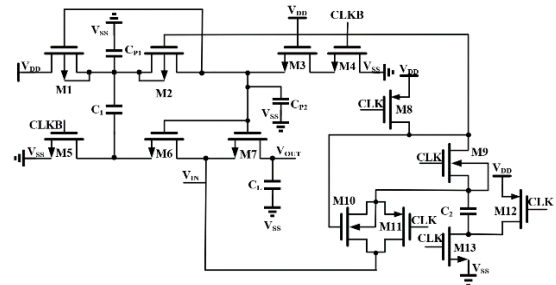 VSS
CP1
VDD
CLKB
VDD
M1
M2
M3
M4
VSS
VDD
C1
CP2
VSS
CLK
M8
CLKB
VSS
M5
M6
M7
VOUT
CLK
M9
VIN
CL
VSS
VDD
M10
M11
CLK
C2
M12
CLK
CLK
M13
VSS